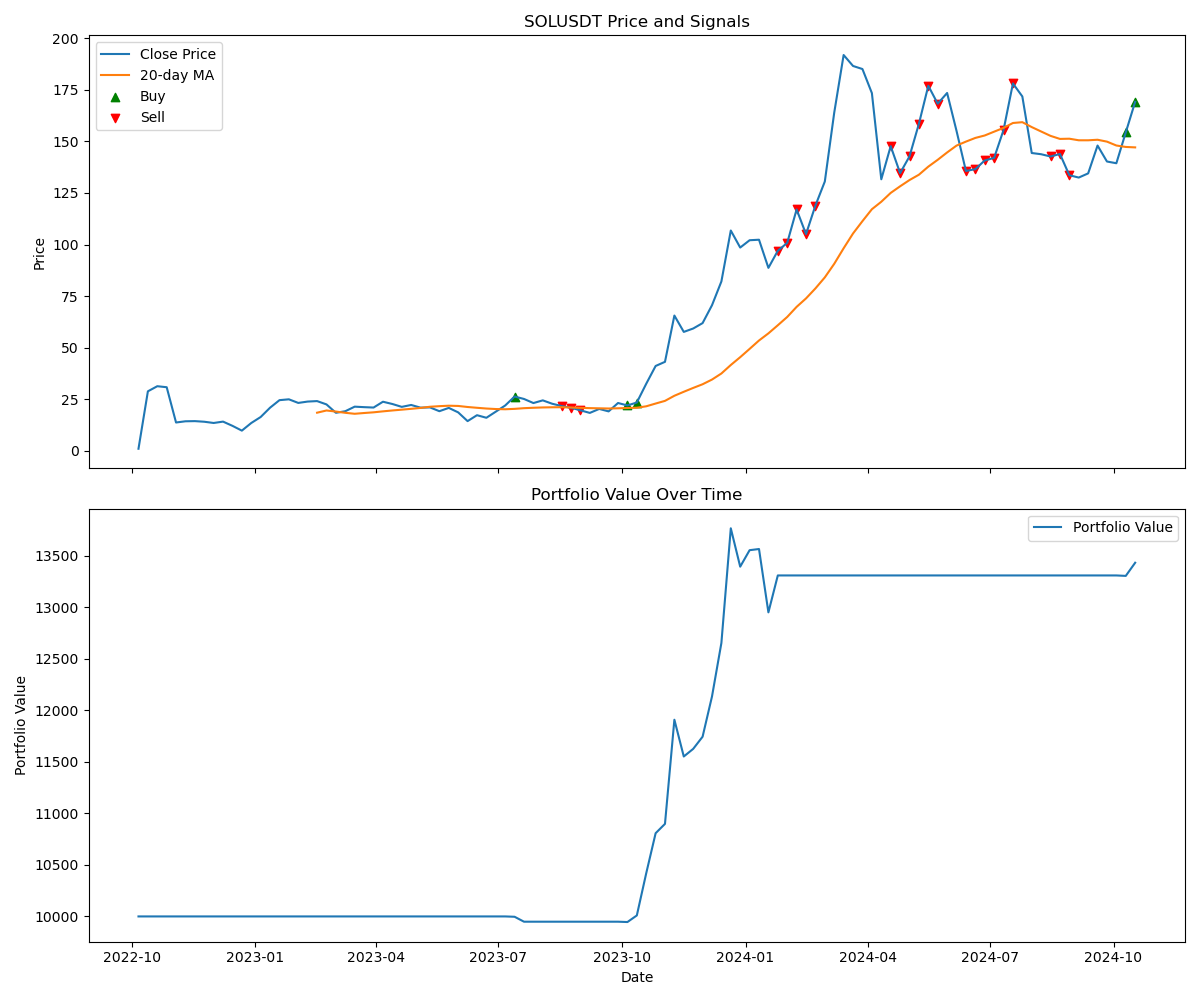 SOLUSDT Price and Signals
200
175
150
125
100
75
50
25
0
Price
Close Price
20-day MA
Buy
Sell
Portfolio Value Over Time
13500
13000
12500
12000
11500
11000
10500
10000
Portfolio Value
Portfolio Value
2022-10
2023-01
2023-04
2023-07
2023-10
2024-01
2024-04
2024-07
2024-10
Date